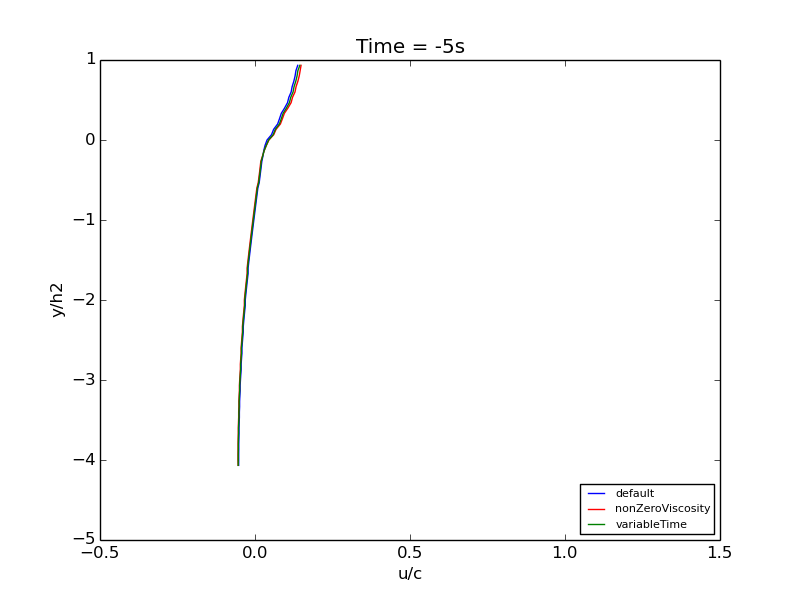 Time = -5s
1
0
−1
−2
−3
−4
−5
y/h2
−0.5
0.0
0.5
1.0
1.5
u/c
default
nonZeroViscosity
variableTime